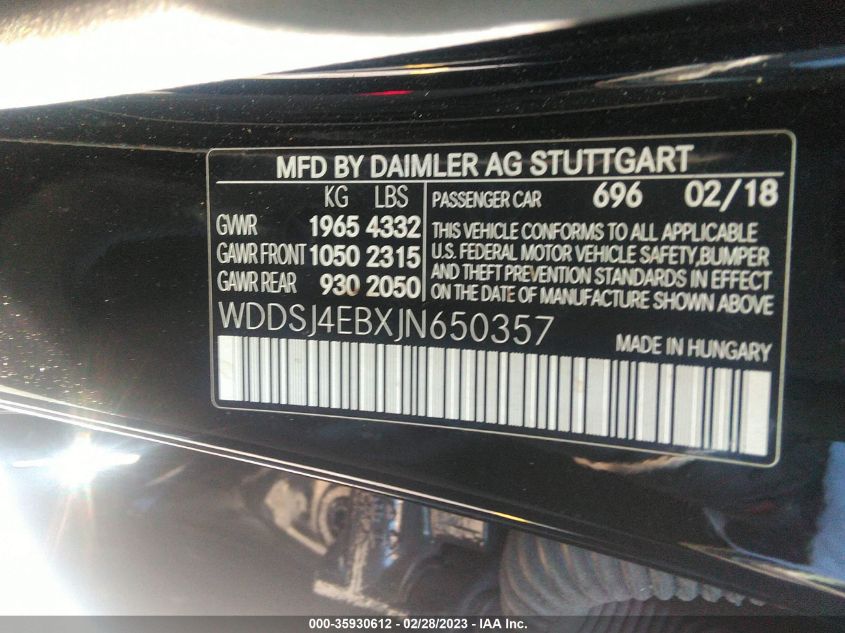 MFD BY DAIMLER AG STUTTGART
KG LBS
GVWR 1965 4332
GAWR FRONT 1050 2315
GAWR REAR 930 2050
PASSENGER CAR 696 02/18
THIS VEHICLE CONFORMS TO ALL APPLICABLE
U.S. FEDERAL MOTOR VEHICLE SAFETY, BUMPER
AND THEFT PREVENTION STANDARDS IN EFFECT
ON THE DATE OF MANUFACTURE SHOWN ABOVE
WDDSJ4EBXJN650357
MADE IN HUNGARY
000-35930612 - 02/28/2023 - IAA Inc.